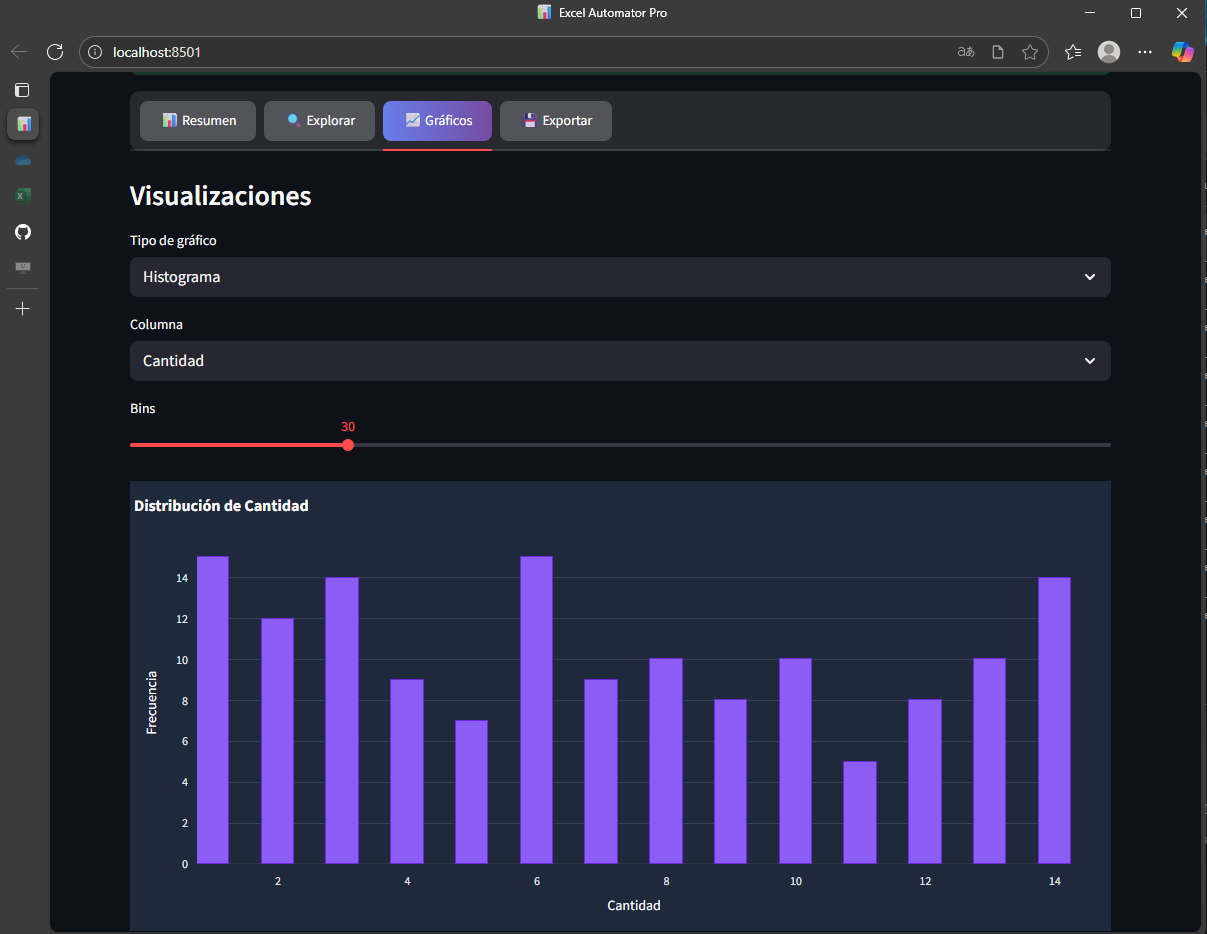 Excel Automator Pro
localhost:8501
Resumen
Explorar
Gráficos
Exportar
Visualizaciones
Tipo de gráfico
Histograma
Columna
Cantidad
Bins
30
Distribución de Cantidad
Frecuencia
14
12
10
8
6
4
2
0
2 4 6 8 10 12 14
Cantidad